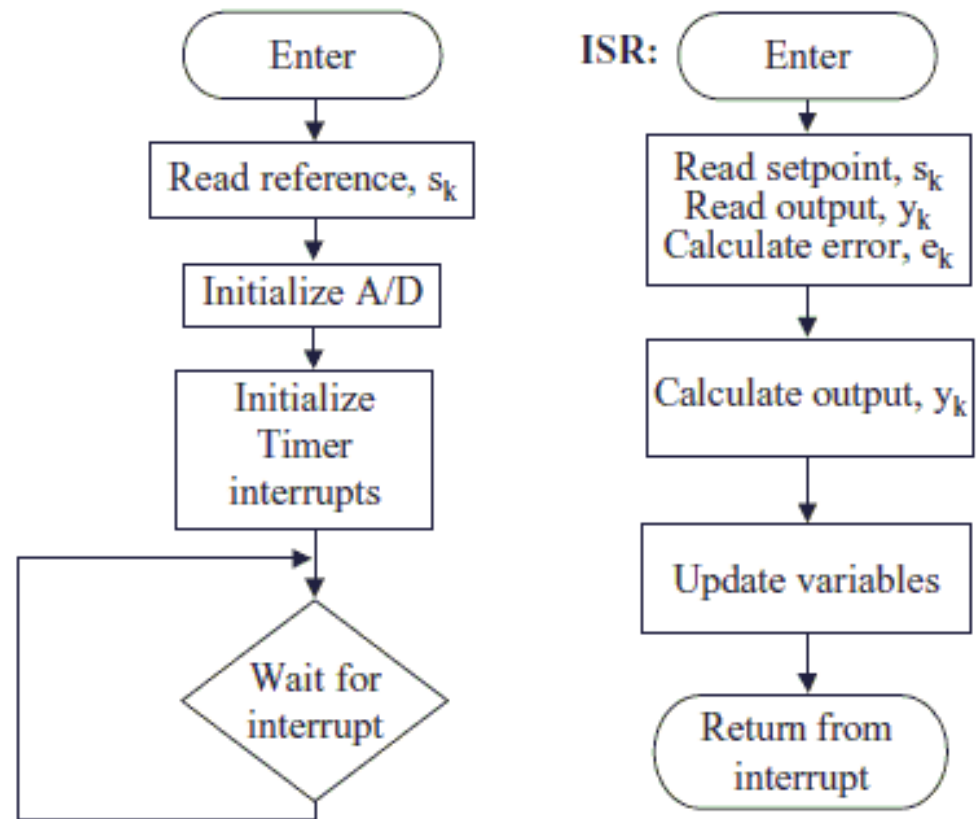 Enter
Read reference, sk
Initialize A/D
Initialize
Timer
interrupts
Wait for
interrupt
ISR:
Enter
Read setpoint, sk
Read output, yk
Calculate error, ek
Calculate output, yk
Update variables
Return from
interrupt